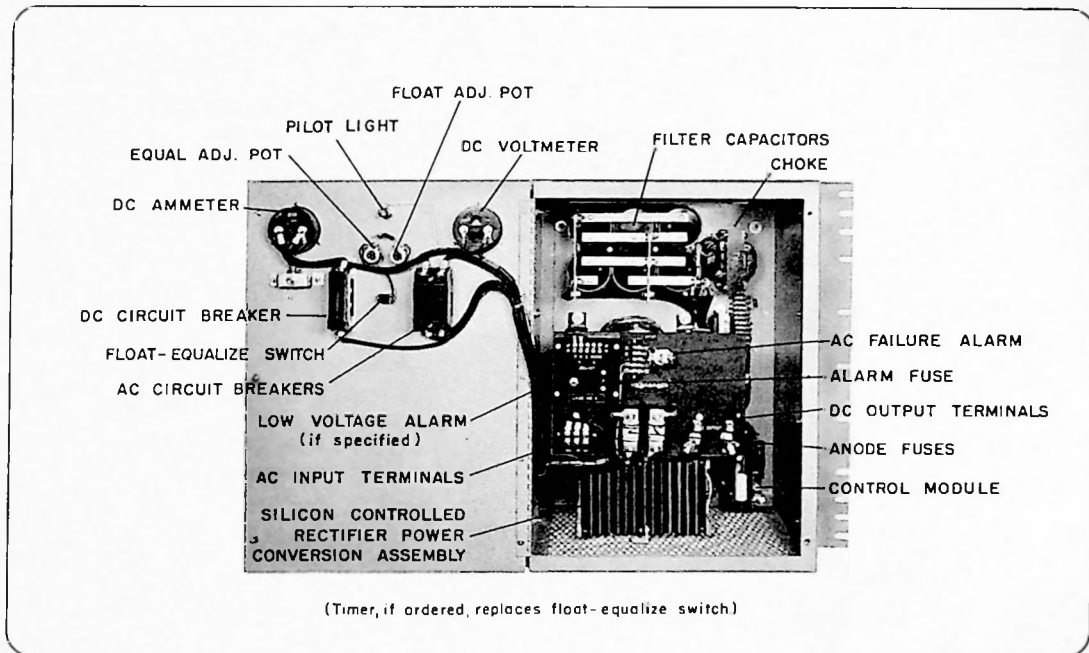 FLOAT ADJ. POT
PILOT LIGHT
EQUAL ADJ. POT
DC VOLTMETER
FILTER CAPACITORS
CHOKE
DC AMMETER
DC CIRCUIT BREAKER
FLOAT-EQUALIZE SWITCH
AC CIRCUIT BREAKERS
LOW VOLTAGE ALARM
(if specified)
AC INPUT TERMINALS
SILICON CONTROLLED
RECTIFIER POWER
CONVERSION ASSEMBLY
AC FAILURE ALARM
ALARM FUSE
DC OUTPUT TERMINALS
ANODE FUSES
CONTROL MODULE
(Timer, if ordered, replaces float-equalize switch.)